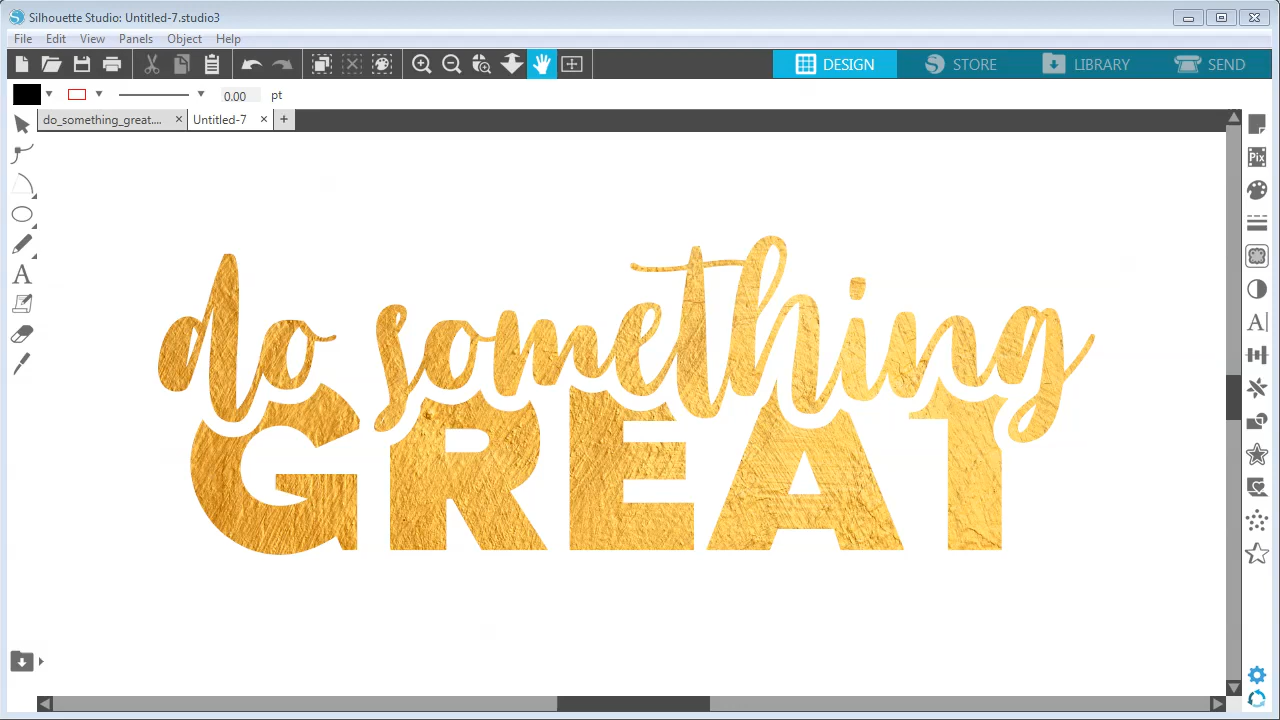 Silhouette Studio: Untitled-7.studio3
File Edit View Panels Object Help
DESIGN STORE LIBRARY SEND
0.00 pt
do_something_great.... Untitled-7
Pix
A
A
do something
GREAT